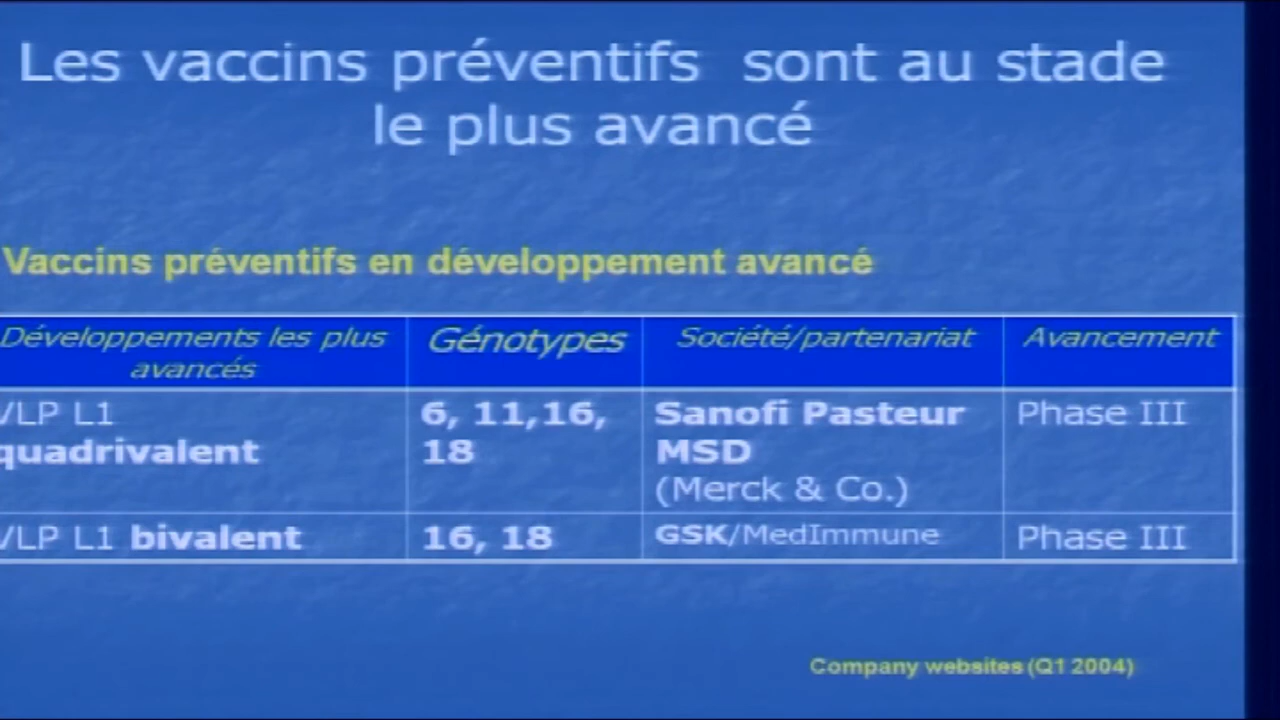 Les vaccins préventifs sont au stade
le plus avancé
Vaccins préventifs en développement avancé
Développements les plus
avancés
Génotypes
Société/partenariat
Avancement
VLP L1
quadrivalent
6, 11,16,
18
Sanofi Pasteur
MSD
(Merck & Co.)
Phase III
VLP L1 bivalent
16, 18
GSK/MedImmune
Phase III
Company websites (Q1 2004)